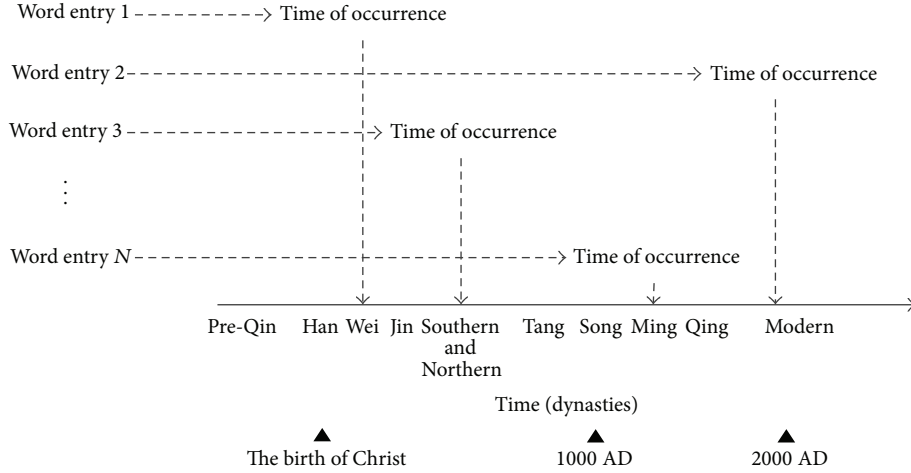 Word entry 1
Time of occurrence
Word entry 2
Time of occurrence
Word entry 3
Time of occurrence
⋮
Word entry N
Time of occurrence
Pre-Qin Han Wei Jin Southern Tang Song Ming Qing Modern
and
Northern
Time (dynasties)
The birth of Christ 1000 AD 2000 AD